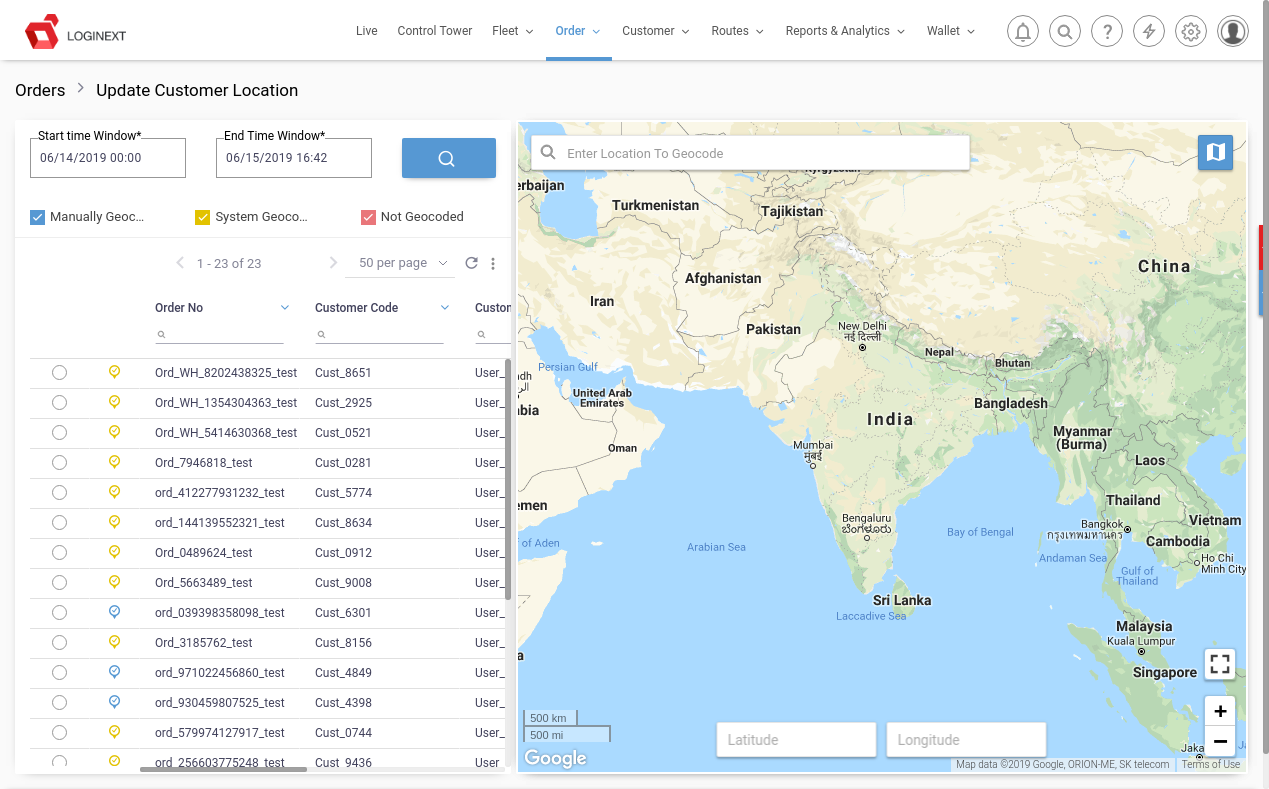 LOGINEXT
Live Control Tower Fleet Order Customer Routes Reports & Analytics Wallet
Orders > Update Customer Location
Start time Window* End Time Window*
06/14/2019 00:00 06/15/2019 16:42
Manually Geoc... System Geoco... Not Geocoded
1 - 23 of 23 50 per page
Order No Customer Code Custon
Ord_WH_8202438325_test Cust_8651 User_
Ord_WH_1354304363_test Cust_2925 User_
Ord_WH_5414630368_test Cust_0521 User_
Ord_7946818_test Cust_0281 User_
ord_412277931232_test Cust_5774 User_
ord_144139552321_test Cust_8634 User_
Ord_0489624_test Cust_0912 User_
Ord_5663489_test Cust_9008 User_
ord_039398358098_test Cust_6301 User_
Ord_3185762_test Cust_8156 User_
ord_971022456860_test Cust_4849 User_
ord_930459807525_test Cust_4398 User_
ord_579974127917_test Cust_0744 User_
ord_256603775248_test Cust_9436 User
Enter Location To Geocode
Kyrgyzstan
erbaijan
Turkmenistan
Tajikistan
China
Afghanistan
Iran
Pakistan
New Delhi
नई दिल्ली
Nepal
Bhutan
Persian Gulf
ndh
United Arab
Emirates
bia
Bangladesh
India
Myanmar
(Burma)
Mumbai
मुंबई
Oman
Laos
Thailand
emen
Bengaluru
ಬೆಂಗಳೂರು
Vietnam
Bangkok
กรุงเทพมหานคร
Bay of Bengal
Cambodia
of Aden
Arabian Sea
Andaman Sea
Ho Chi
Minh City
Gulf of
Thailand
Sri Lanka
Laccadive Sea
Malaysia
Kuala Lumpur
a
Singapore
500 km
500 mi
Latitude Longitude
Jaka
Google
Map data ©2019 Google, ORION-ME, SK telecom Terms of Use